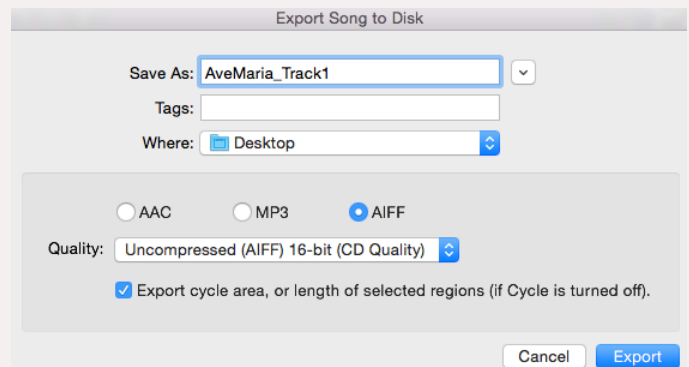 Export Song to Disk
Save As: AveMaria_Track1
Tags:
Where: Desktop
AAC MP3 AIFF
Quality: Uncompressed (AIFF) 16-bit (CD Quality)
Export cycle area, or length of selected regions (if Cycle is turned off).
Cancel Export